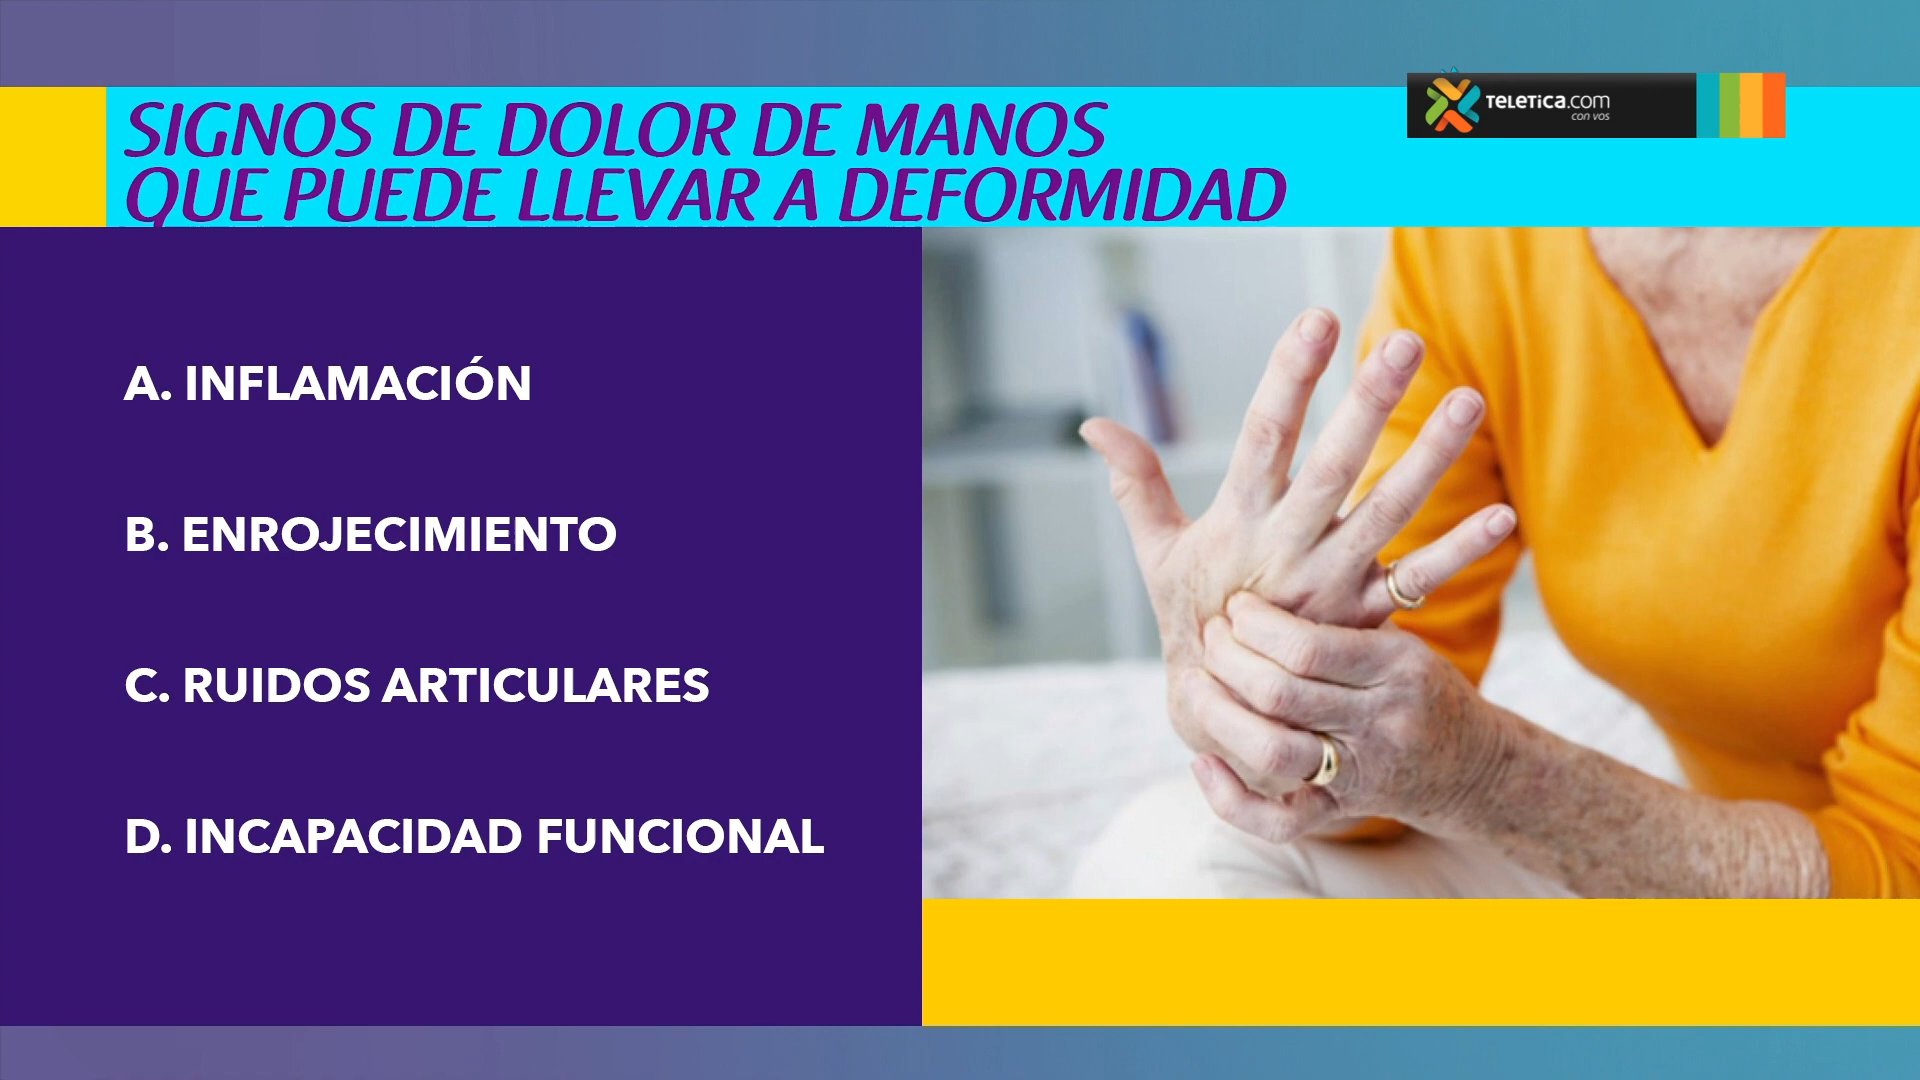 SIGNOS DE DOLOR DE MANOS
QUE PUEDE LLEVAR A DEFORMIDAD
TELETICA.COM
con vos
A. INFLAMACIÓN
B. ENROJECIMIENTO
C. RUIDOS ARTICULARES
D. INCAPACIDAD FUNCIONAL